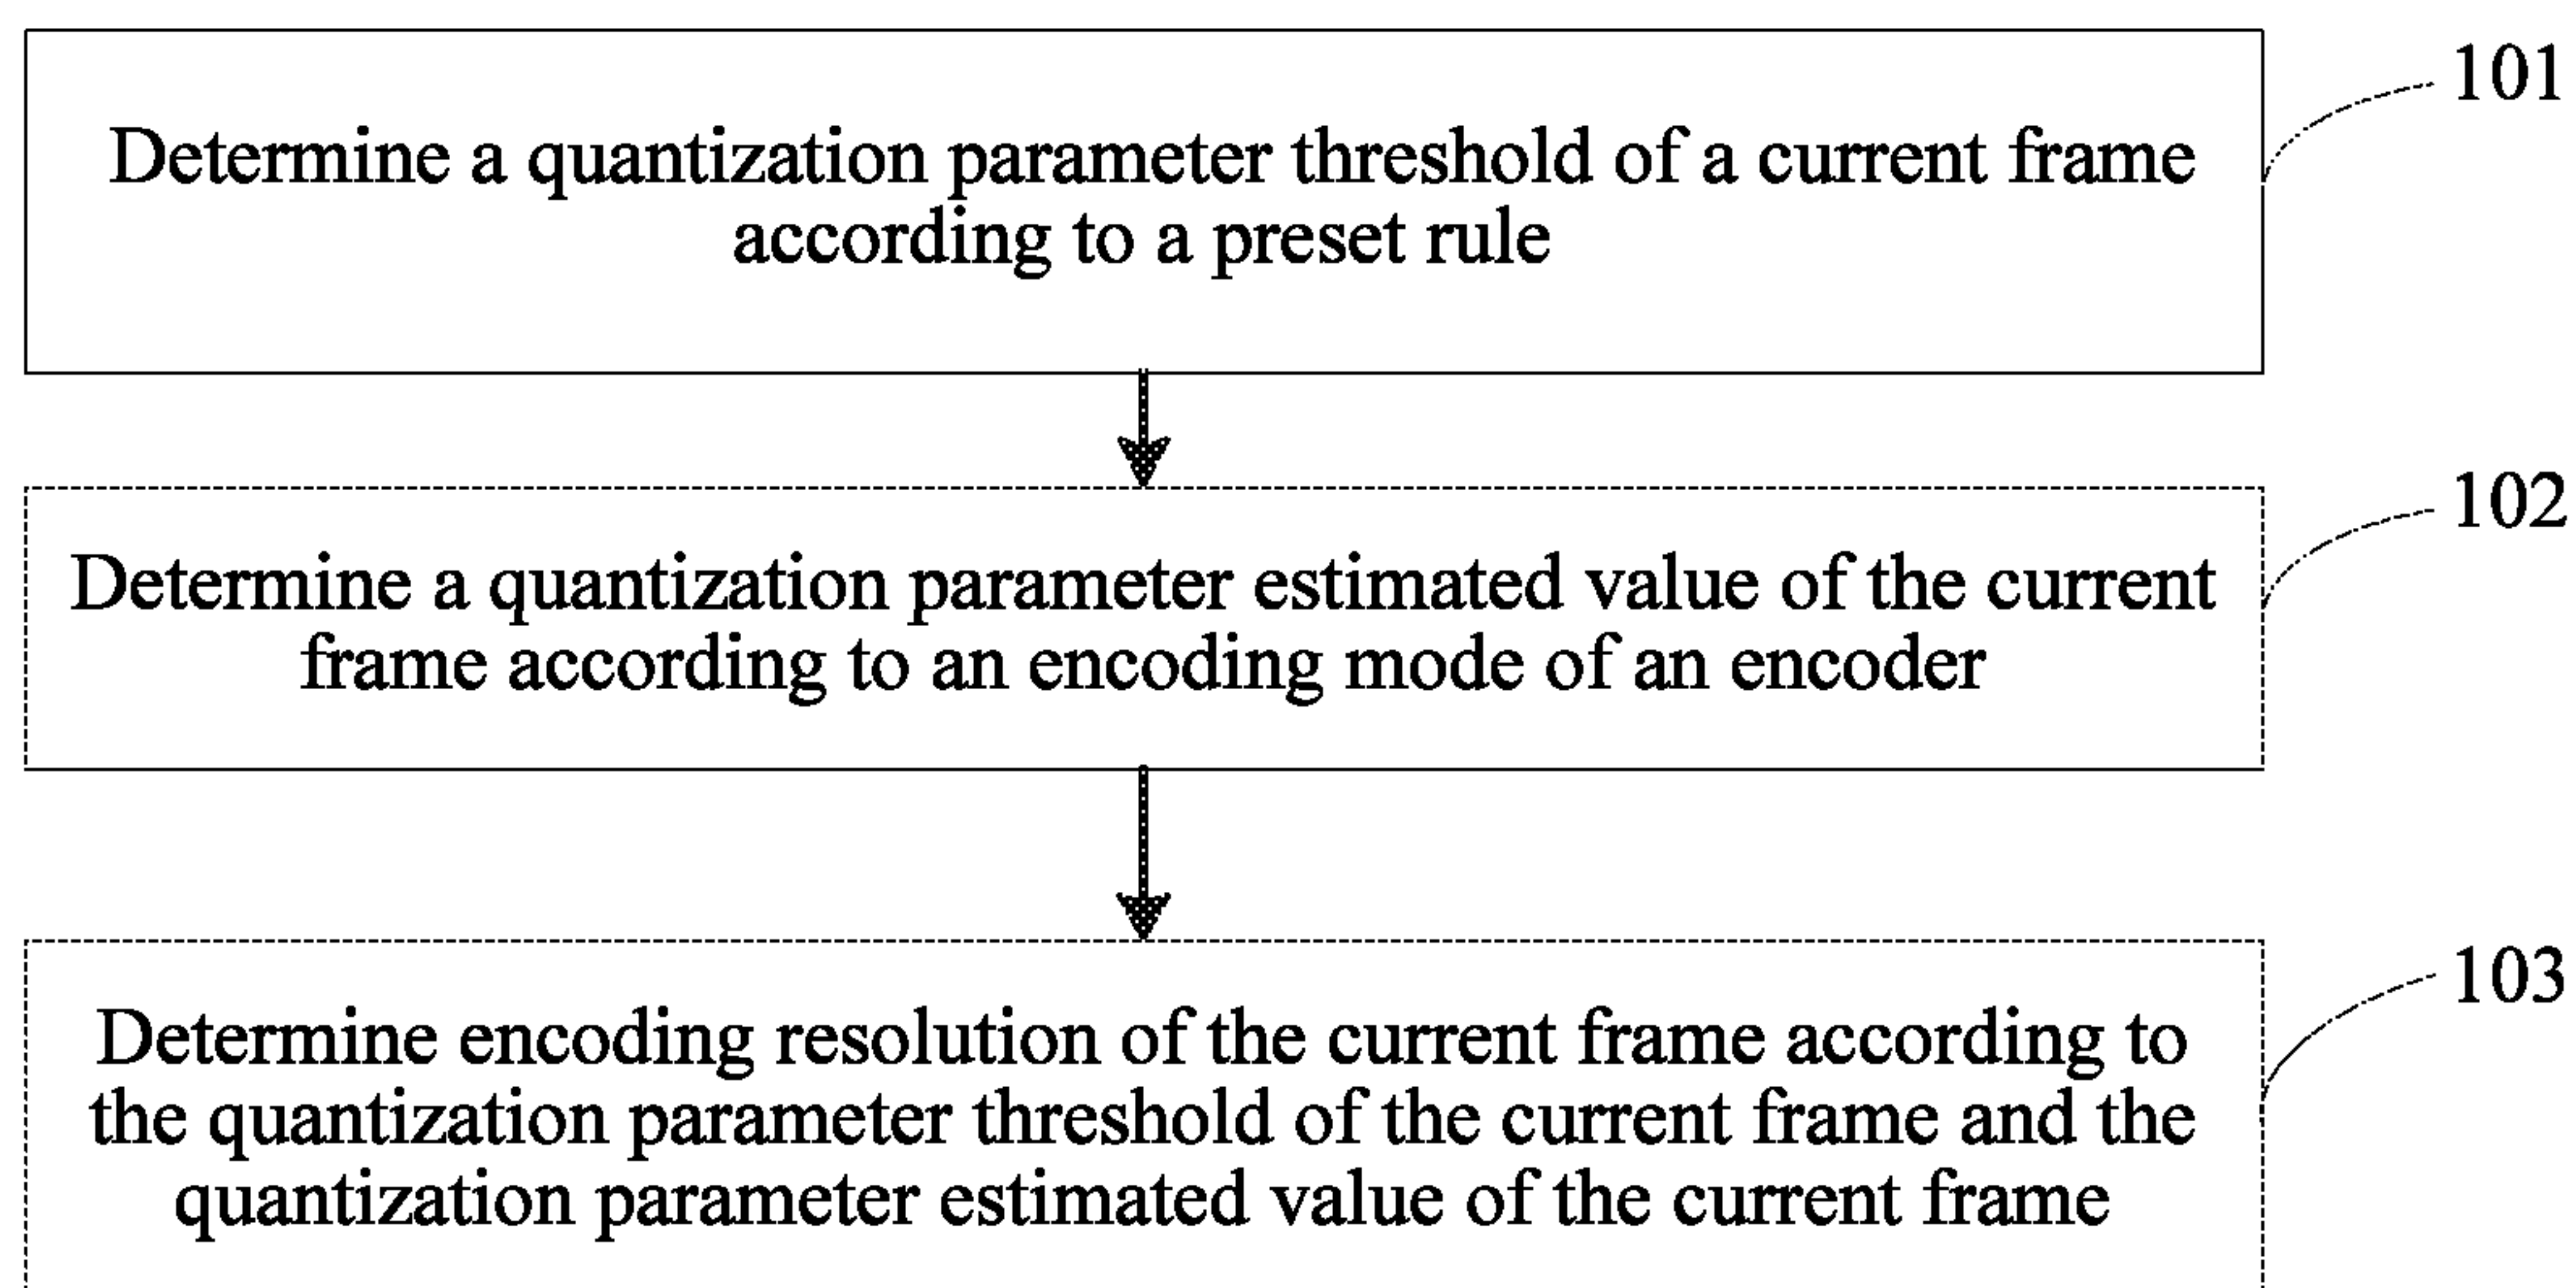 101
Determine a quantization parameter threshold of a current frame
according to a preset rule
102
Determine a quantization parameter estimated value of the current
frame according to an encoding mode of an encoder
103
Determine encoding resolution of the current frame according to
the quantization parameter threshold of the current frame and the
quantization parameter estimated value of the current frame